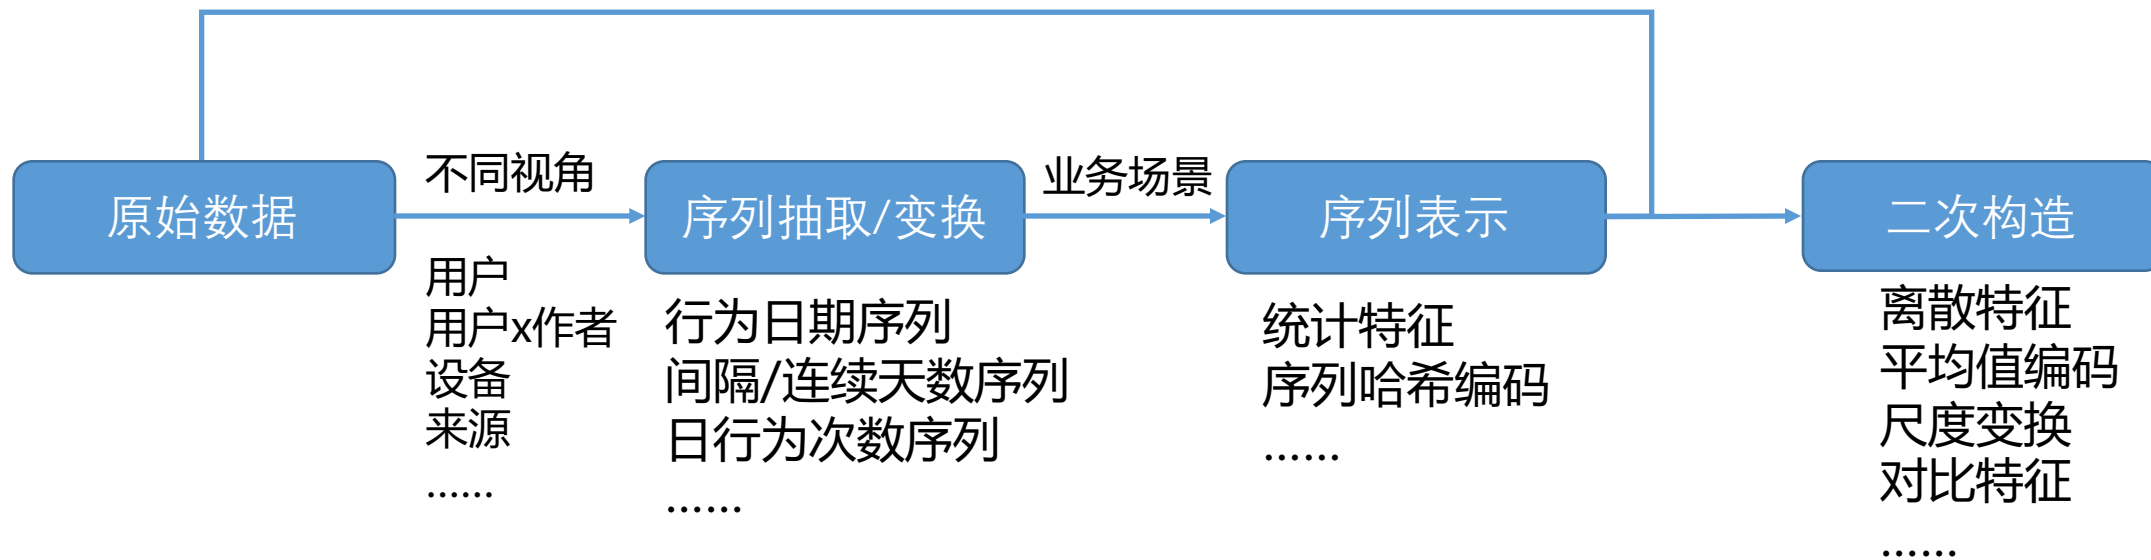 原始数据
不同视角
用户
用户x作者
设备
来源
……
序列抽取/变换
行为日期序列
间隔/连续天数序列
日行为次数序列
……
业务场景
序列表示
统计特征
序列哈希编码
……
二次构造
离散特征
平均值编码
尺度变换
对比特征
……